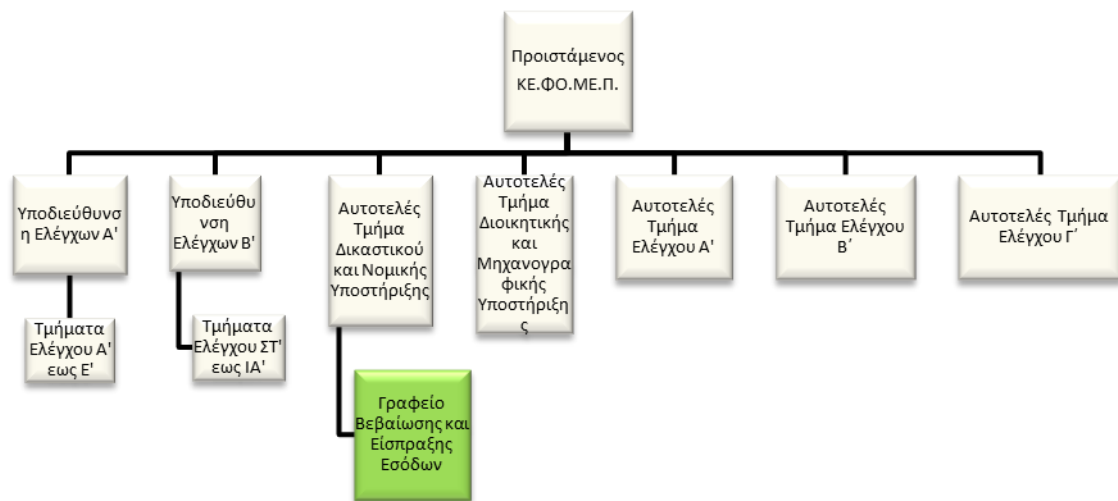 Προιστάμενος
ΚΕ.ΦΟ.ΜΕ.Π.
Υποδιεύθυνσ
η Ελέγχων Α'
Υποδιεύθυ
νση
Ελέγχων Β'
Αυτοτελές
Τμήμα
Δικαστικού
και Νομικής
Υποστήριξης
Αυτοτελές
Τμήμα
Διοικητικής
και
Μηχανογρα
φικής
Υποστήριξη
ς
Αυτοτελές
Τμήμα
Ελέγχου Α'
Αυτοτελές
Τμήμα Ελέγχου
Β΄
Αυτοτελές Τμήμα
Ελέγχου Γ΄
Τμήματα
Ελέγχου Α'
εως Ε'
Τμήματα
Ελέγχου ΣΤ'
εως ΙΑ'
Γραφείο
Βεβαίωσης και
Είσπραξης
Εσόδων